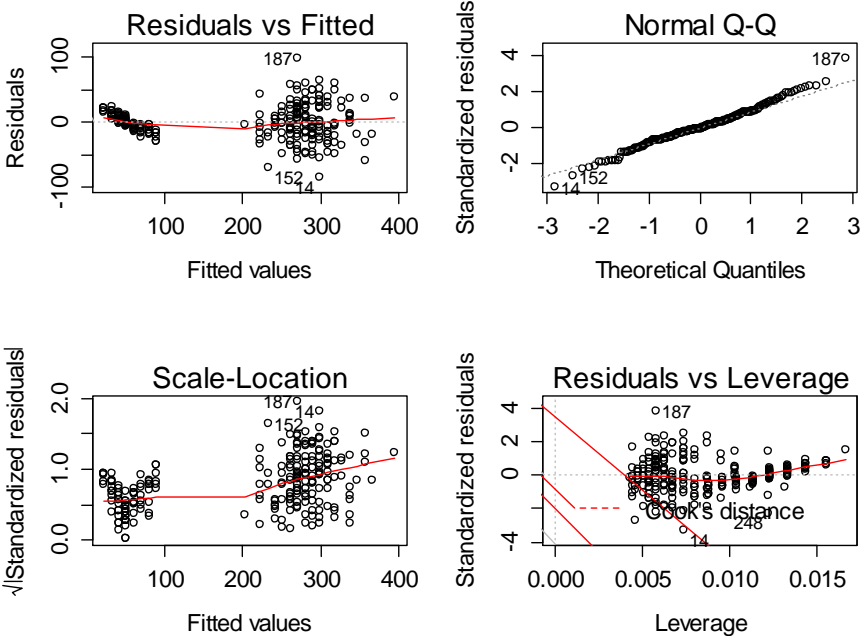 Residuals vs Fitted
Residuals
100
0
-100
187
152
14
100 200 300 400
Fitted values
Normal Q-Q
Standardized residuals
4
2
0
-2
187
152
14
-3 -2 -1 0 1 2 3
Theoretical Quantiles
Scale-Location
√|Standardized residuals|
2.0
1.0
0.0
187
14
152
100 200 300 400
Fitted values
Residuals vs Leverage
Standardized residuals
4
2
0
-4
187
Cook's distance
248
14
0.000 0.005 0.010 0.015
Leverage